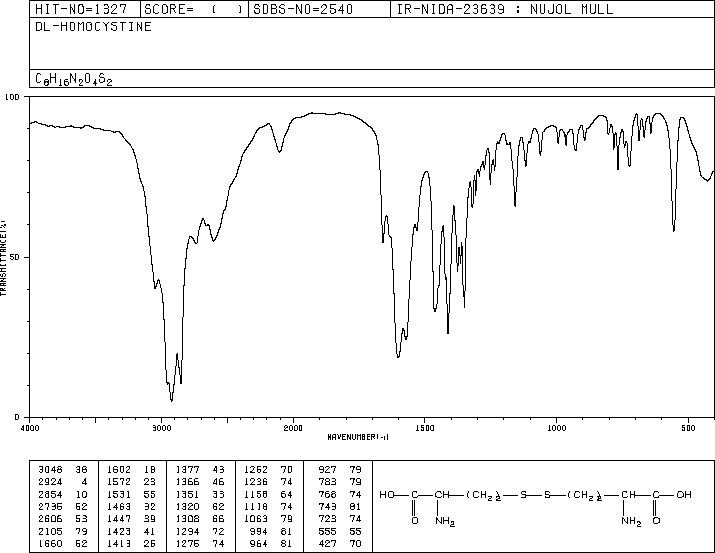 HIT-NO=1327 SCORE= ( ) SDBS-NO=2540 IR-NIDA-23639 : NUJOL MULL
DL-HOMOCYSTINE
C8H16N2O4S2
100
50
0
TRANSMITTANCE(%)
4000 3000 2000 1500 1000 500
WAVENUMBER(-1)
3048 38 1602 18 1377 43 1252 70 927 79
2924 4 1572 23 1366 46 1236 74 783 79
2854 10 1531 55 1351 33 1158 64 766 74
2735 52 1463 32 1320 62 1118 74 743 81
2606 53 1447 39 1308 66 1063 79 723 74
2105 79 1423 41 1294 72 994 81 555 55
1660 52 1413 26 1275 74 964 81 427 70
HO C CH (CH2)2 S S (CH2)2 CH C OH
O NH2 NH2 O